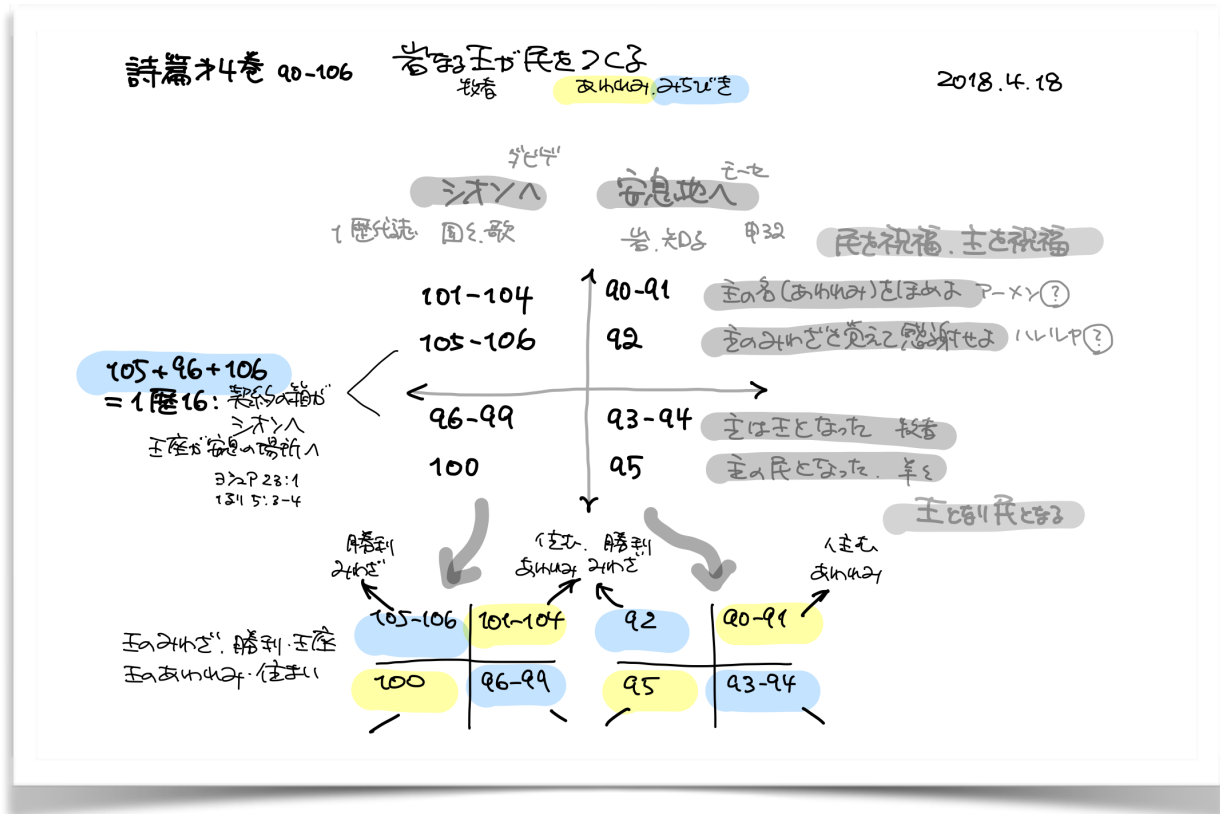 詩篇才4巻 90-106 岩なる王が民をつくる 2018.4.18
牧者 あわれみ.みちびき
ダビデ モーセ
シオンへ 安息地へ
1歴代誌 国々、歌 岩、知る 申32 民を祝福、主を祝福
101-104 90-91 主の名(あわれみ)をほめよ アーメン(?)
105-106 92 主のみわざを覚えて感謝せよ ハレルヤ(?)
105+96+106
=1歴16:契約の箱が
シオンへ
王座が安息の場所へ
ヨシュア 23:1
1列 5:3-4
96-99 93-94 主は王となった 牧者
100 95 主の民となった. 羊々
王となり民となる
勝利 住む. 勝利 住む
みわざ あわれみ みわざ あわれみ
105-106 101-104 92 90-91
王のみわざ.勝利・王座
王のあわれみ・住まい
100 96-99 95 93-94